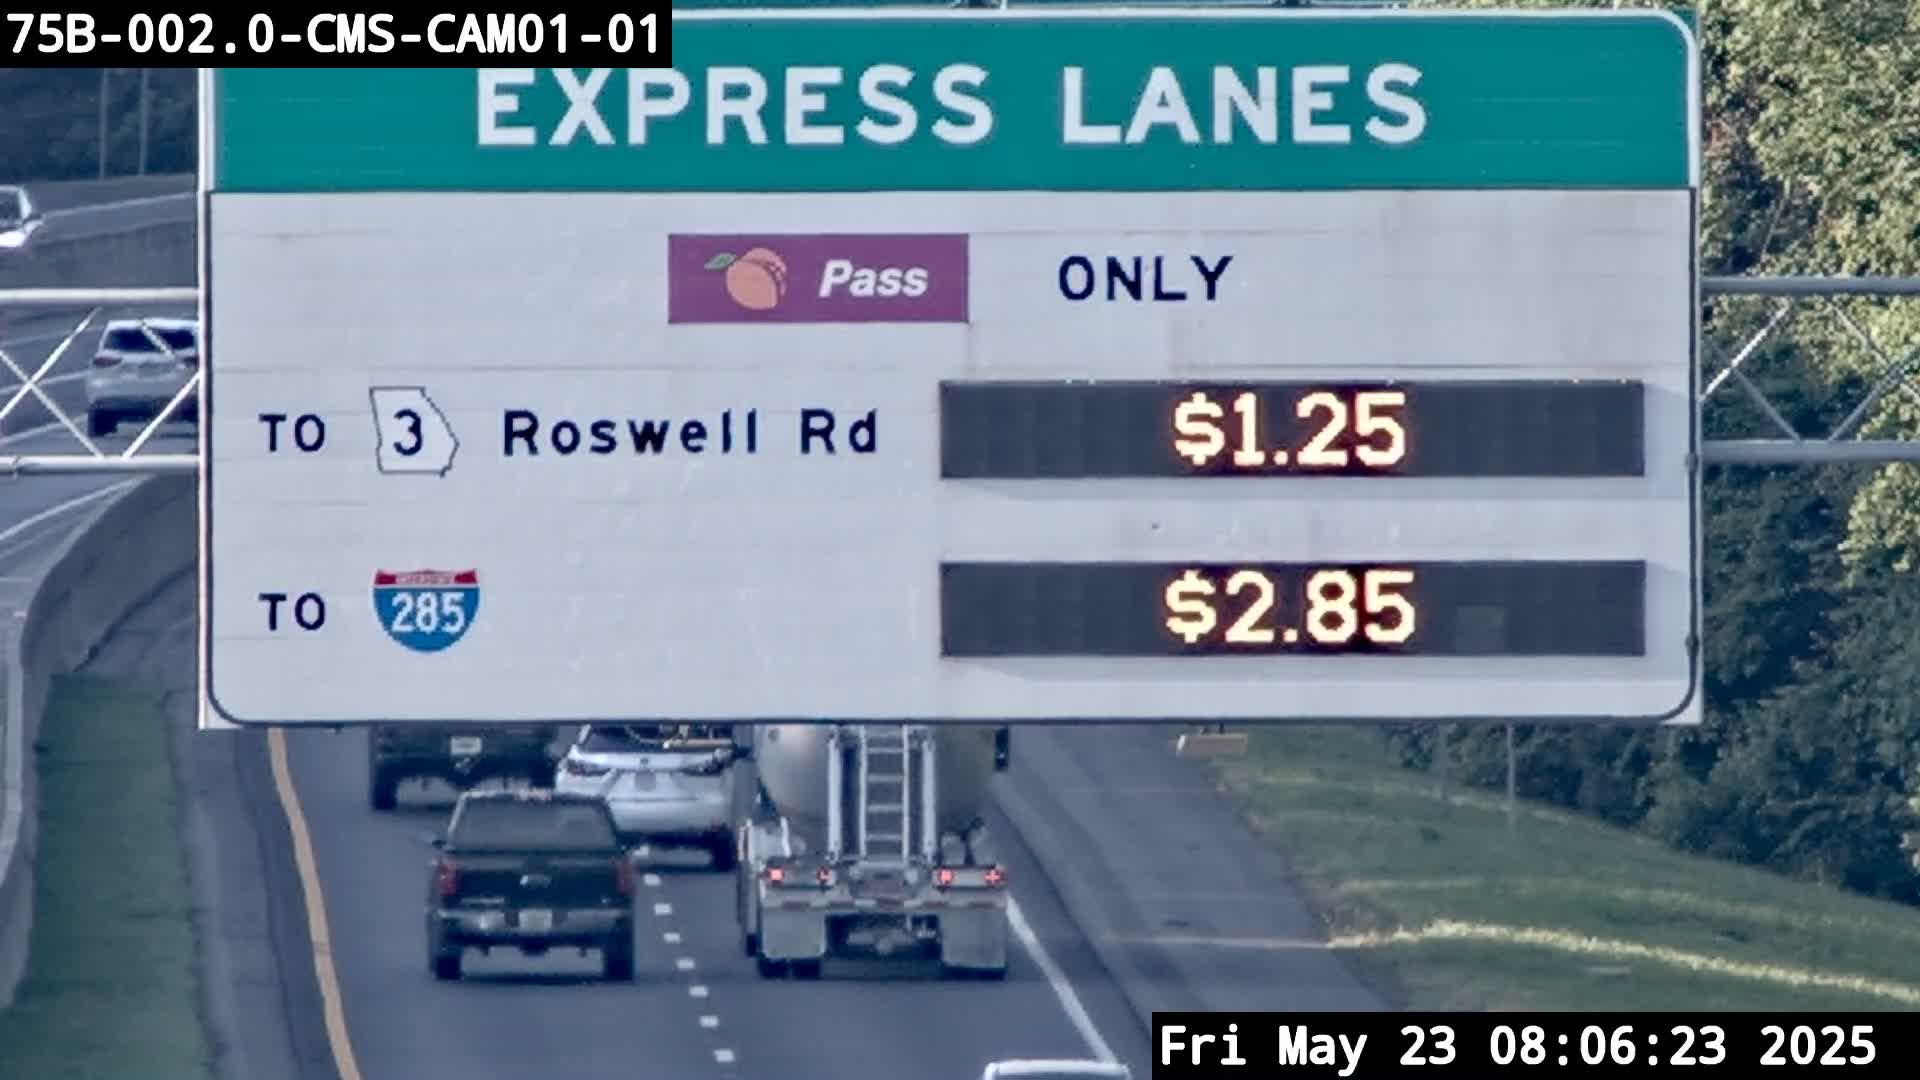 75B-002.0-CMS-CAM01-01
EXPRESS LANES
Pass ONLY
TO 3 Roswell Rd $1.25
TO 285 $2.85
Fri May 23 08:06:23 2025